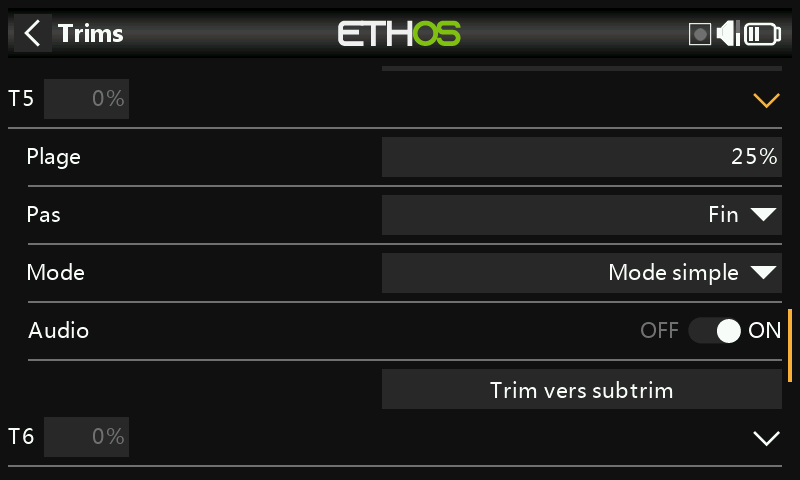 Trims
ETHOS
T5 0%
Plage 25%
Pas Fin
Mode Mode simple
Audio OFF ON
Trim vers subtrim
T6 0%